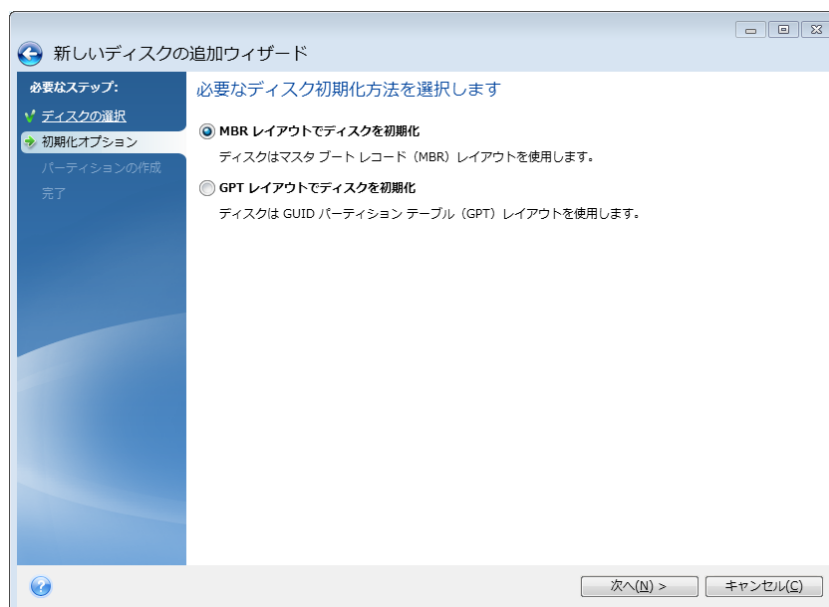 新しいディスクの追加ウィザード
必要なステップ:
ディスクの選択
初期化オプション
パーティションの作成
完了
必要なディスク初期化方法を選択します
MBR レイアウトでディスクを初期化
ディスクはマスタ ブート レコード（MBR）レイアウトを使用します。
GPT レイアウトでディスクを初期化
ディスクは GUID パーティション テーブル（GPT）レイアウトを使用します。
次へ(N) >
キャンセル(C)